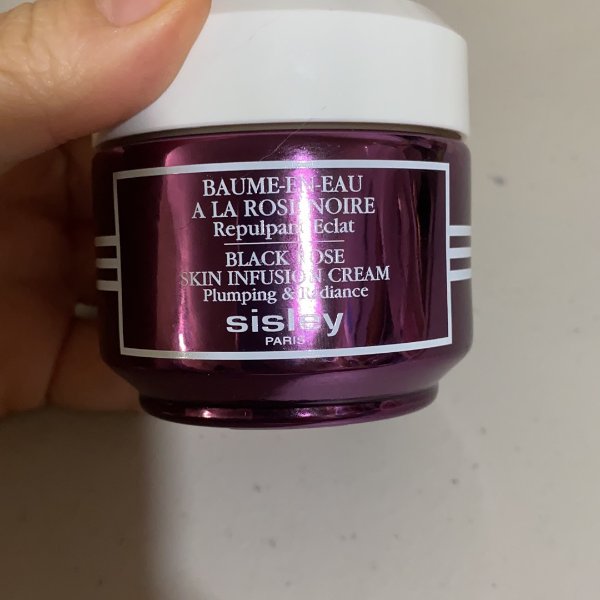 BAUME-EN-EAU
A LA ROSE NOIRE
Repulpant Eclat
BLACK ROSE
SKIN INFUSION CREAM
Plumping & Radiance
sisley
PARIS